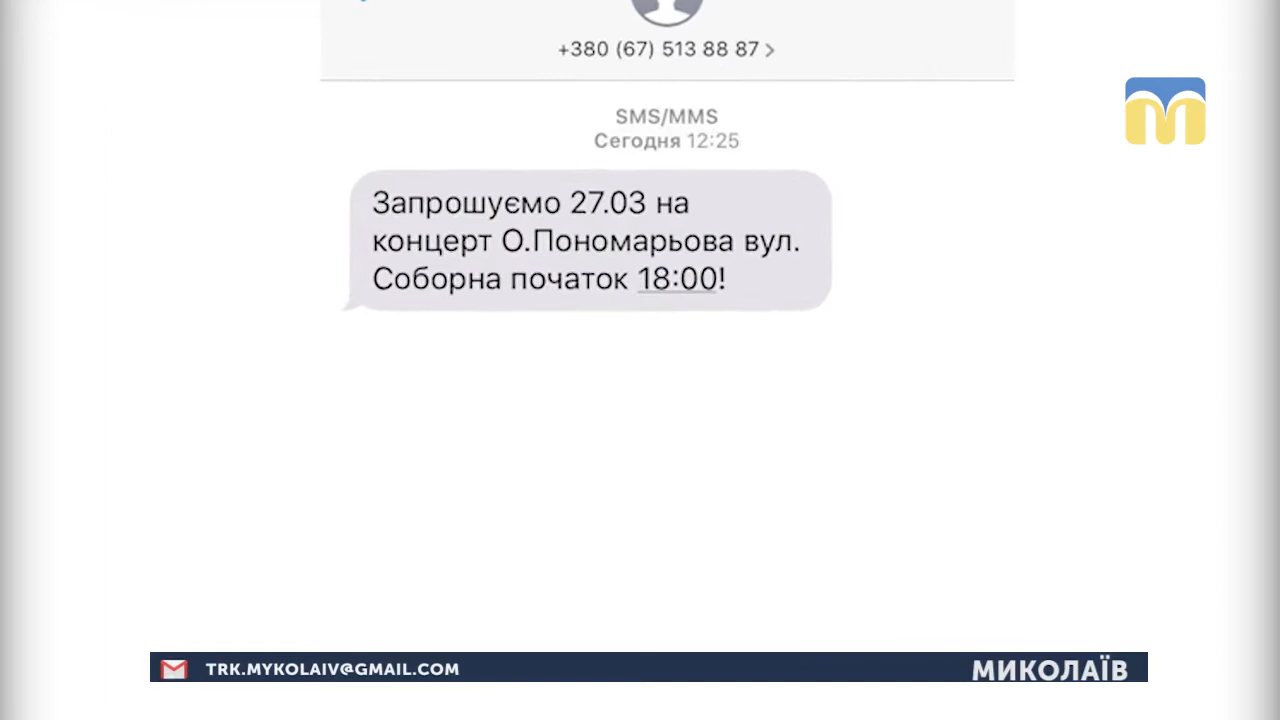 +380 (67) 513 88 87 >
SMS/MMS
Сегодня 12:25
Запрошуємо 27.03 на
концерт О.Пономарьова вул.
Соборна початок 18:00!
TRK.MYKOLAIV@GMAIL.COM
МИКОЛАЇВ